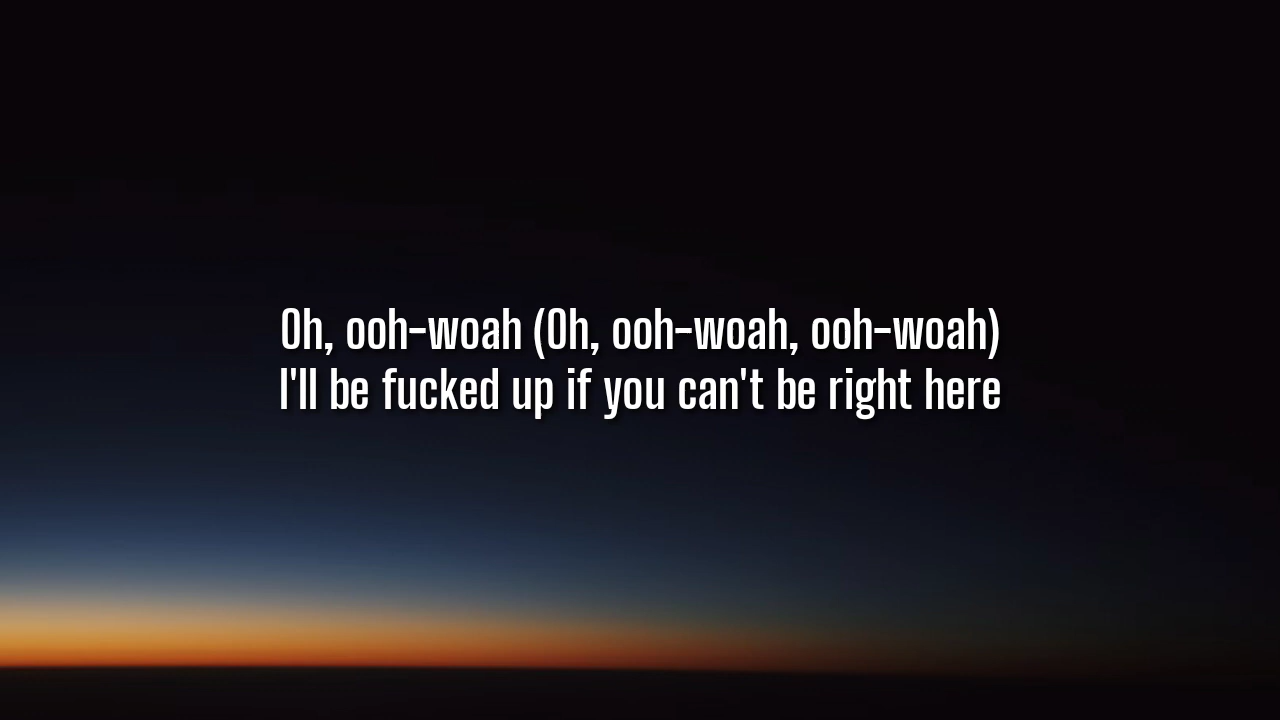 Oh, ooh-woah (Oh, ooh-woah, ooh-woah)
I'll be fucked up if you can't be right here